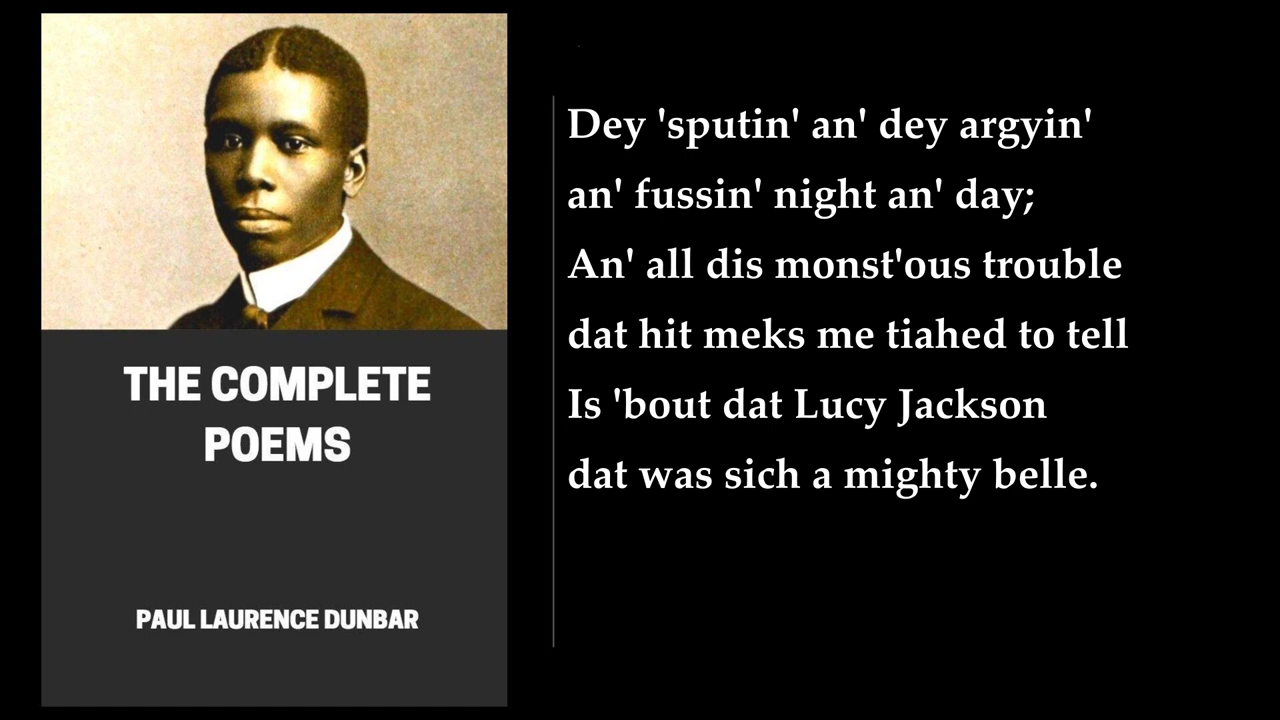 THE COMPLETE
POEMS
PAUL LAURENCE DUNBAR
Dey 'sputin' an' dey argyin'
an' fussin' night an' day;
An' all dis monst'ous trouble
dat hit meks me tiahed to tell
Is 'bout dat Lucy Jackson
dat was sich a mighty belle.